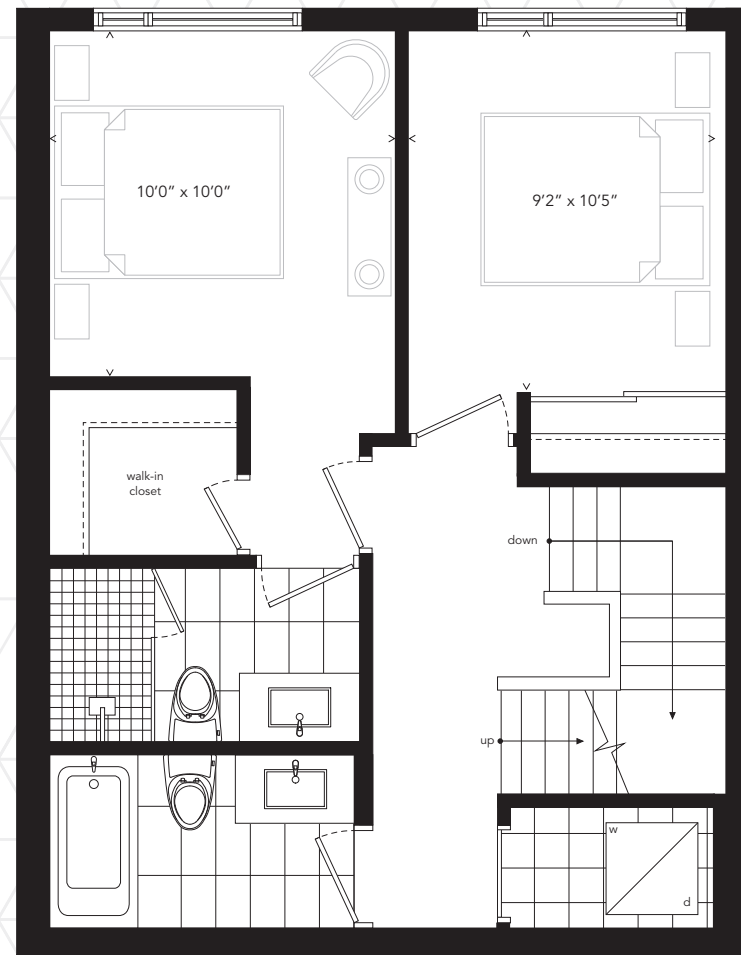 10’0” x 10’0”
9’2” x 10’5”
walk-in
closet
down
up
w
d